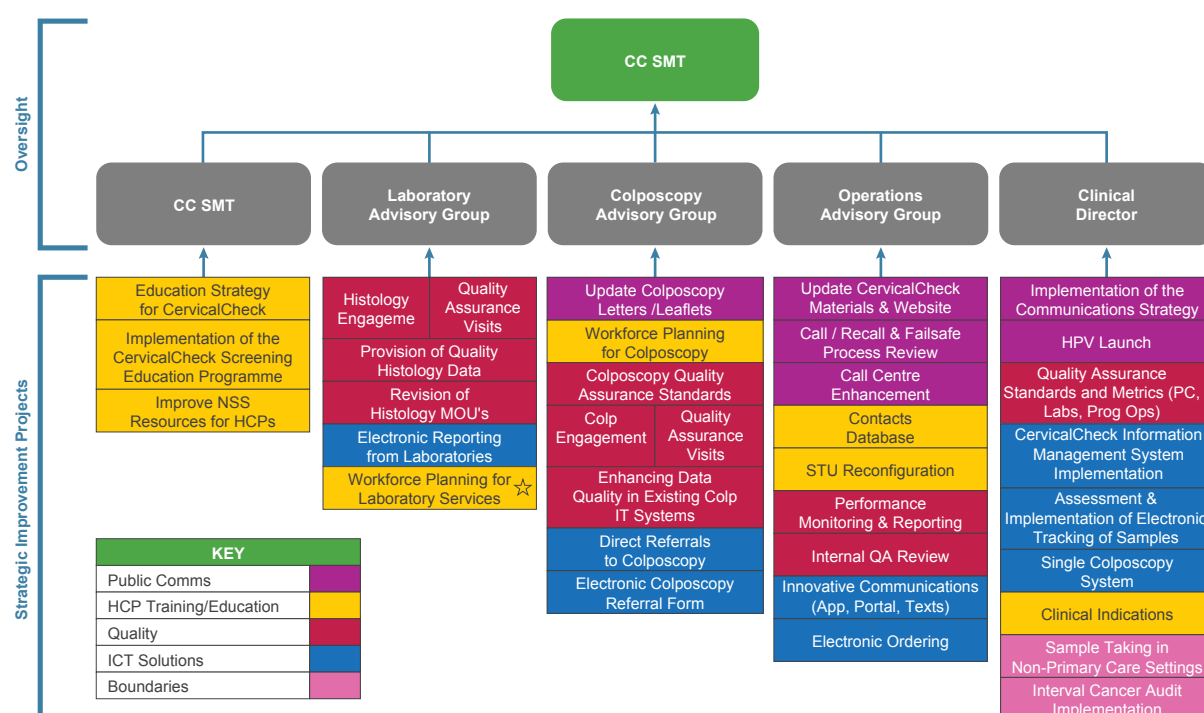 CC SMT
Oversight
CC SMT
Laboratory
Advisory Group
Colposcopy
Advisory Group
Operations
Advisory Group
Clinical
Director
Strategic Improvement Projects
Education Strategy
for CervicalCheck
Implementation of the
CervicalCheck Screening
Education Programme
Improve NSS
Resources for HCPs
Histology
Engageme
Quality
Assurance
Visits
Provision of Quality
Histology Data
Revision of
Histology MOU's
Electronic Reporting
from Laboratories
Workforce Planning for
Laboratory Services
Update Colposcopy
Letters /Leaflets
Workforce Planning
for Colposcopy
Colposcopy Quality
Assurance Standards
Colp
Engagement
Quality
Assurance
Visits
Enhancing Data
Quality in Existing Colp
IT Systems
Direct Referrals
to Colposcopy
Electronic Colposcopy
Referral Form
Update CervicalCheck
Materials & Website
Call / Recall & Failsafe
Process Review
Call Centre
Enhancement
Contacts
Database
STU Reconfiguration
Performance
Monitoring & Reporting
Internal QA Review
Innovative Communications
(App, Portal, Texts)
Electronic Ordering
Implementation of the
Communications Strategy
HPV Launch
Quality Assurance
Standards and Metrics (PC,
Labs, Prog Ops)
CervicalCheck Information
Management System
Implementation
Assessment &
Implementation of Electronic
Tracking of Samples
Single Colposcopy
System
Clinical Indications
Sample Taking in
Non-Primary Care Settings
Interval Cancer Audit
Implementation
KEY
Public Comms
HCP Training/Education
Quality
ICT Solutions
Boundaries